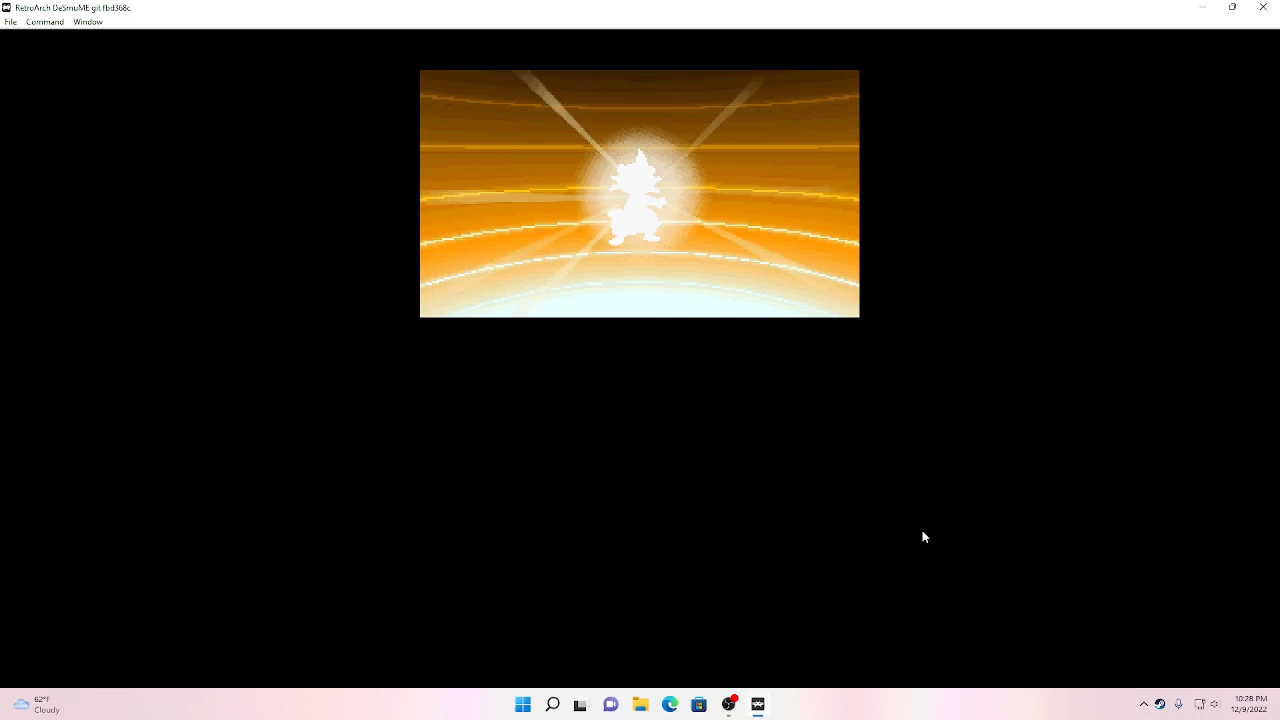 RetroArch DeSmuME git fbd368c
File Command Window
62°F
Cloudy
10:28 PM
12/9/2022